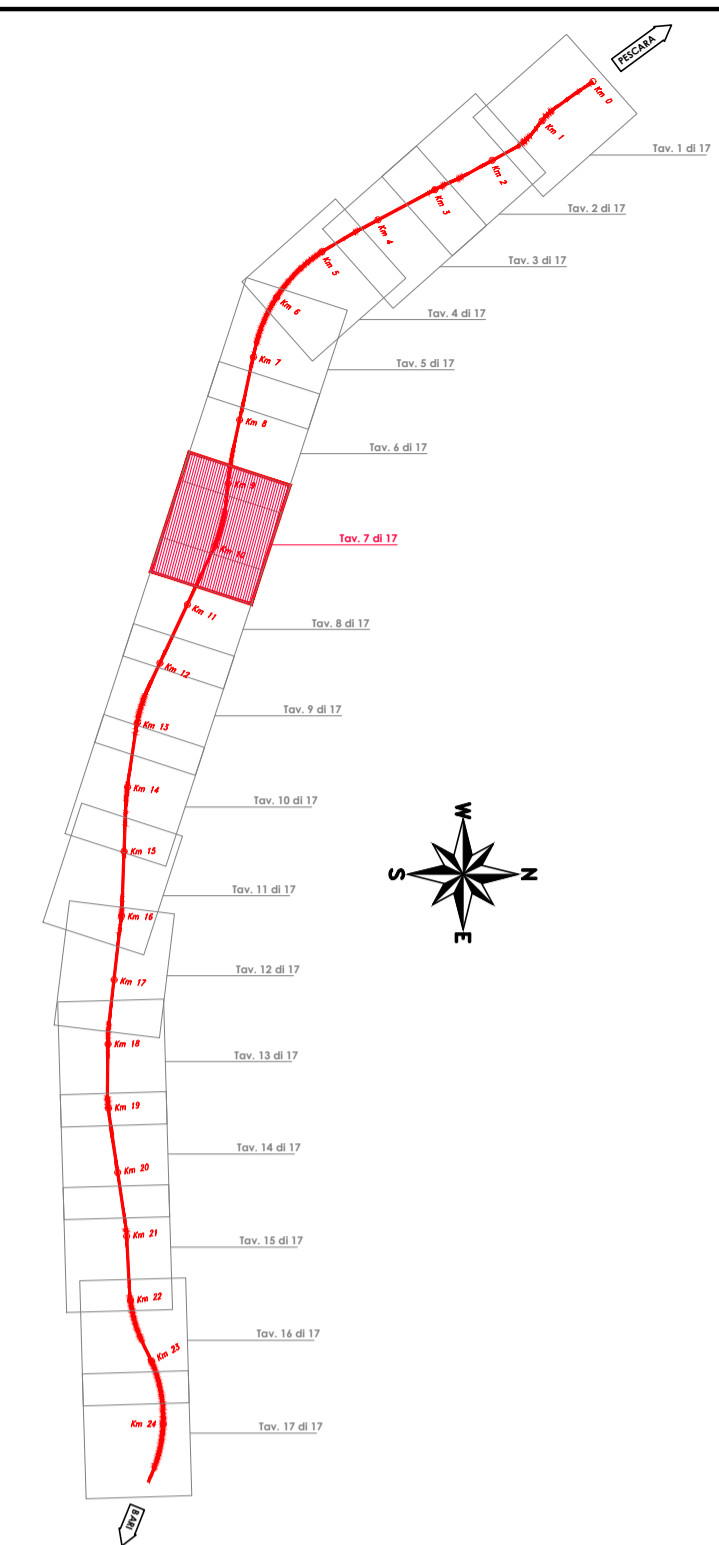 PESCARA
Km 0
Km 1
Tav. 1 di 17
Km 2
Km 3
Tav. 2 di 17
Km 4
Km 5
Tav. 3 di 17
Km 6
Tav. 4 di 17
Km 7
Tav. 5 di 17
Km 8
Tav. 6 di 17
Km 9
Tav. 7 di 17
Km 10
Km 11
Tav. 8 di 17
Km 12
Tav. 9 di 17
Km 13
Km 14
Tav. 10 di 17
Km 15
W
S
N
E
Tav. 11 di 17
Km 16
Tav. 12 di 17
Km 17
Km 18
Tav. 13 di 17
Km 19
Tav. 14 di 17
Km 20
Km 21
Tav. 15 di 17
Km 22
Tav. 16 di 17
Km 23
Km 24
Tav. 17 di 17
BARI